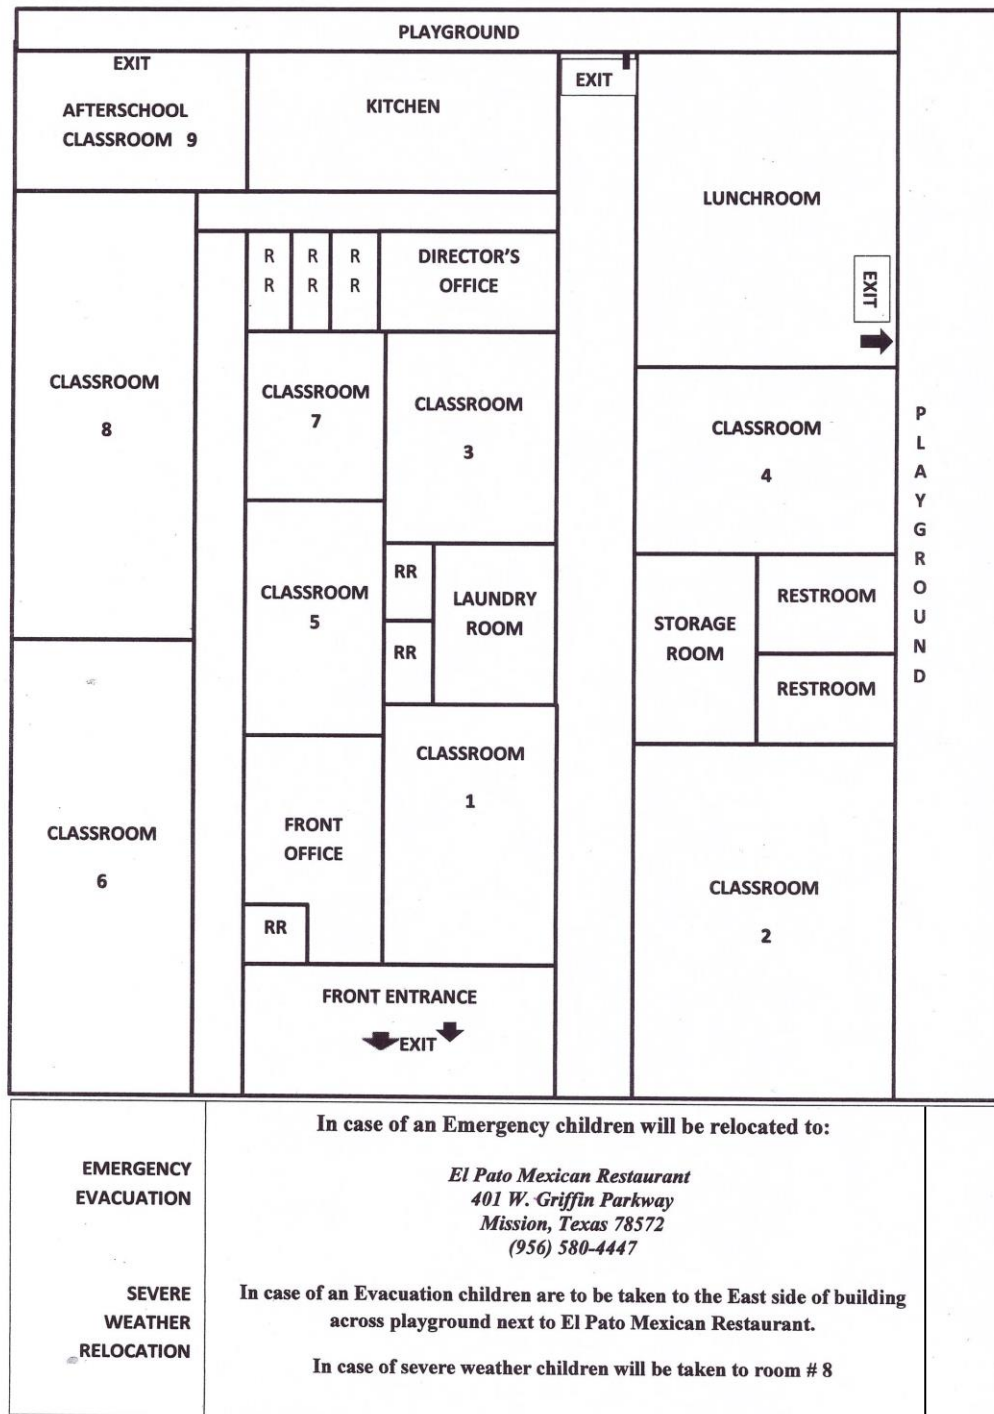 PLAYGROUND
EXIT
AFTERSCHOOL
CLASSROOM 9
KITCHEN
EXIT
LUNCHROOM
EXIT
R
R
R
R
R
R
DIRECTOR'S
OFFICE
CLASSROOM
8
CLASSROOM
7
CLASSROOM
3
CLASSROOM
4
P
L
A
Y
G
R
O
U
N
D
CLASSROOM
5
RR
RR
LAUNDRY
ROOM
STORAGE
ROOM
RESTROOM
RESTROOM
CLASSROOM
6
FRONT
OFFICE
RR
CLASSROOM
1
CLASSROOM
2
FRONT ENTRANCE
EXIT
EMERGENCY
EVACUATION
In case of an Emergency children will be relocated to:
El Pato Mexican Restaurant
401 W. Griffin Parkway
Mission, Texas 78572
(956) 580-4447
SEVERE
WEATHER
RELOCATION
In case of an Evacuation children are to be taken to the East side of building
across playground next to El Pato Mexican Restaurant.
In case of severe weather children will be taken to room # 8